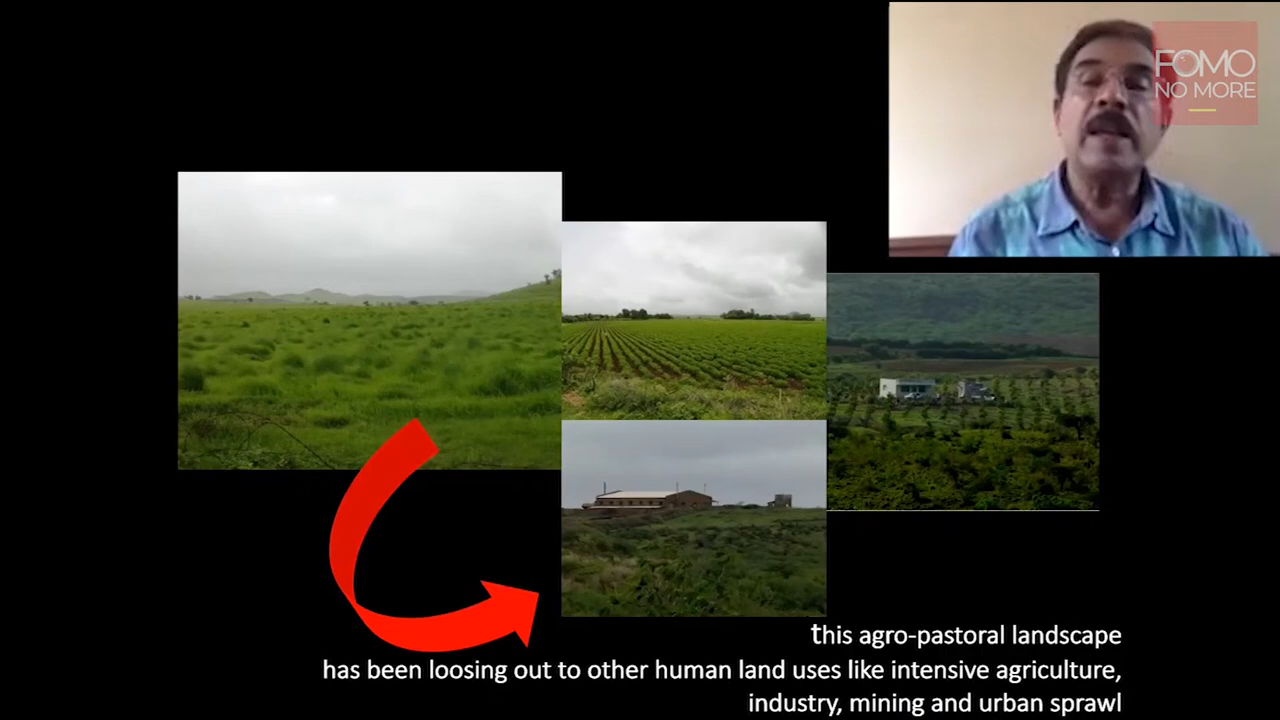 FOMO
NO MORE
this agro-pastoral landscape
has been loosing out to other human land uses like intensive agriculture,
industry, mining and urban sprawl